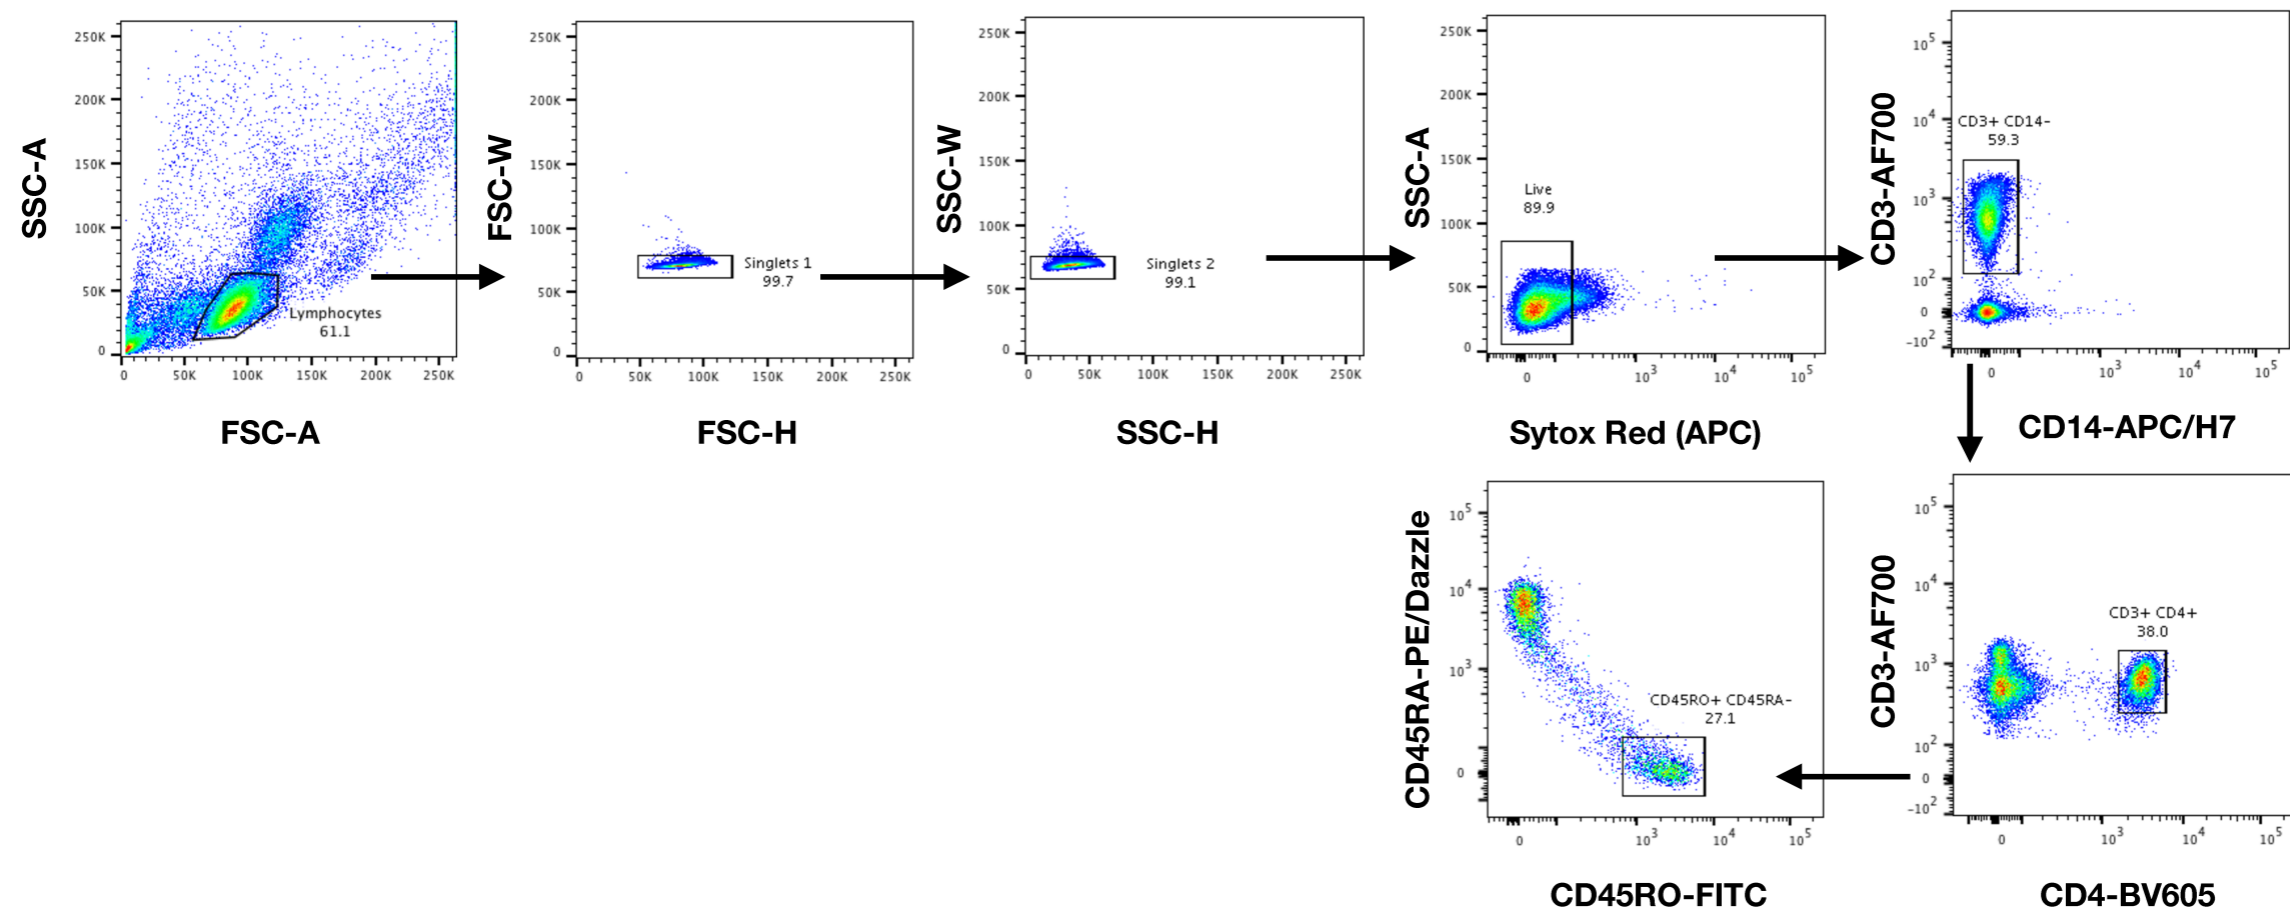 SSC-A
250K
200K
150K
100K
50K
0
Lymphocytes
61.1
0 50K 100K 150K 200K 250K
FSC-A
FSC-W
250K
200K
150K
100K
50K
0
Singlets 1
99.7
0 50K 100K 150K 200K 250K
FSC-H
SSC-W
250K
200K
150K
100K
50K
0
Singlets 2
99.1
0 50K 100K 150K 200K 250K
SSC-H
SSC-A
250K
200K
150K
100K
50K
0
Live
89.9
0 10^3 10^4 10^5
Sytox Red (APC)
CD3-AF700
10^5
10^4
10^3
10^2
0
-10^2
CD3+ CD14-
59.3
0 10^3 10^4 10^5
CD14-APC/H7
CD45RA-PE/Dazzle
10^5
10^4
10^3
0
CD45RO+ CD45RA-
27.1
0 10^3 10^4 10^5
CD45RO-FITC
CD3-AF700
10^5
10^4
10^3
10^2
0
-10^2
CD3+ CD4+
38.0
0 10^3 10^4 10^5
CD4-BV605